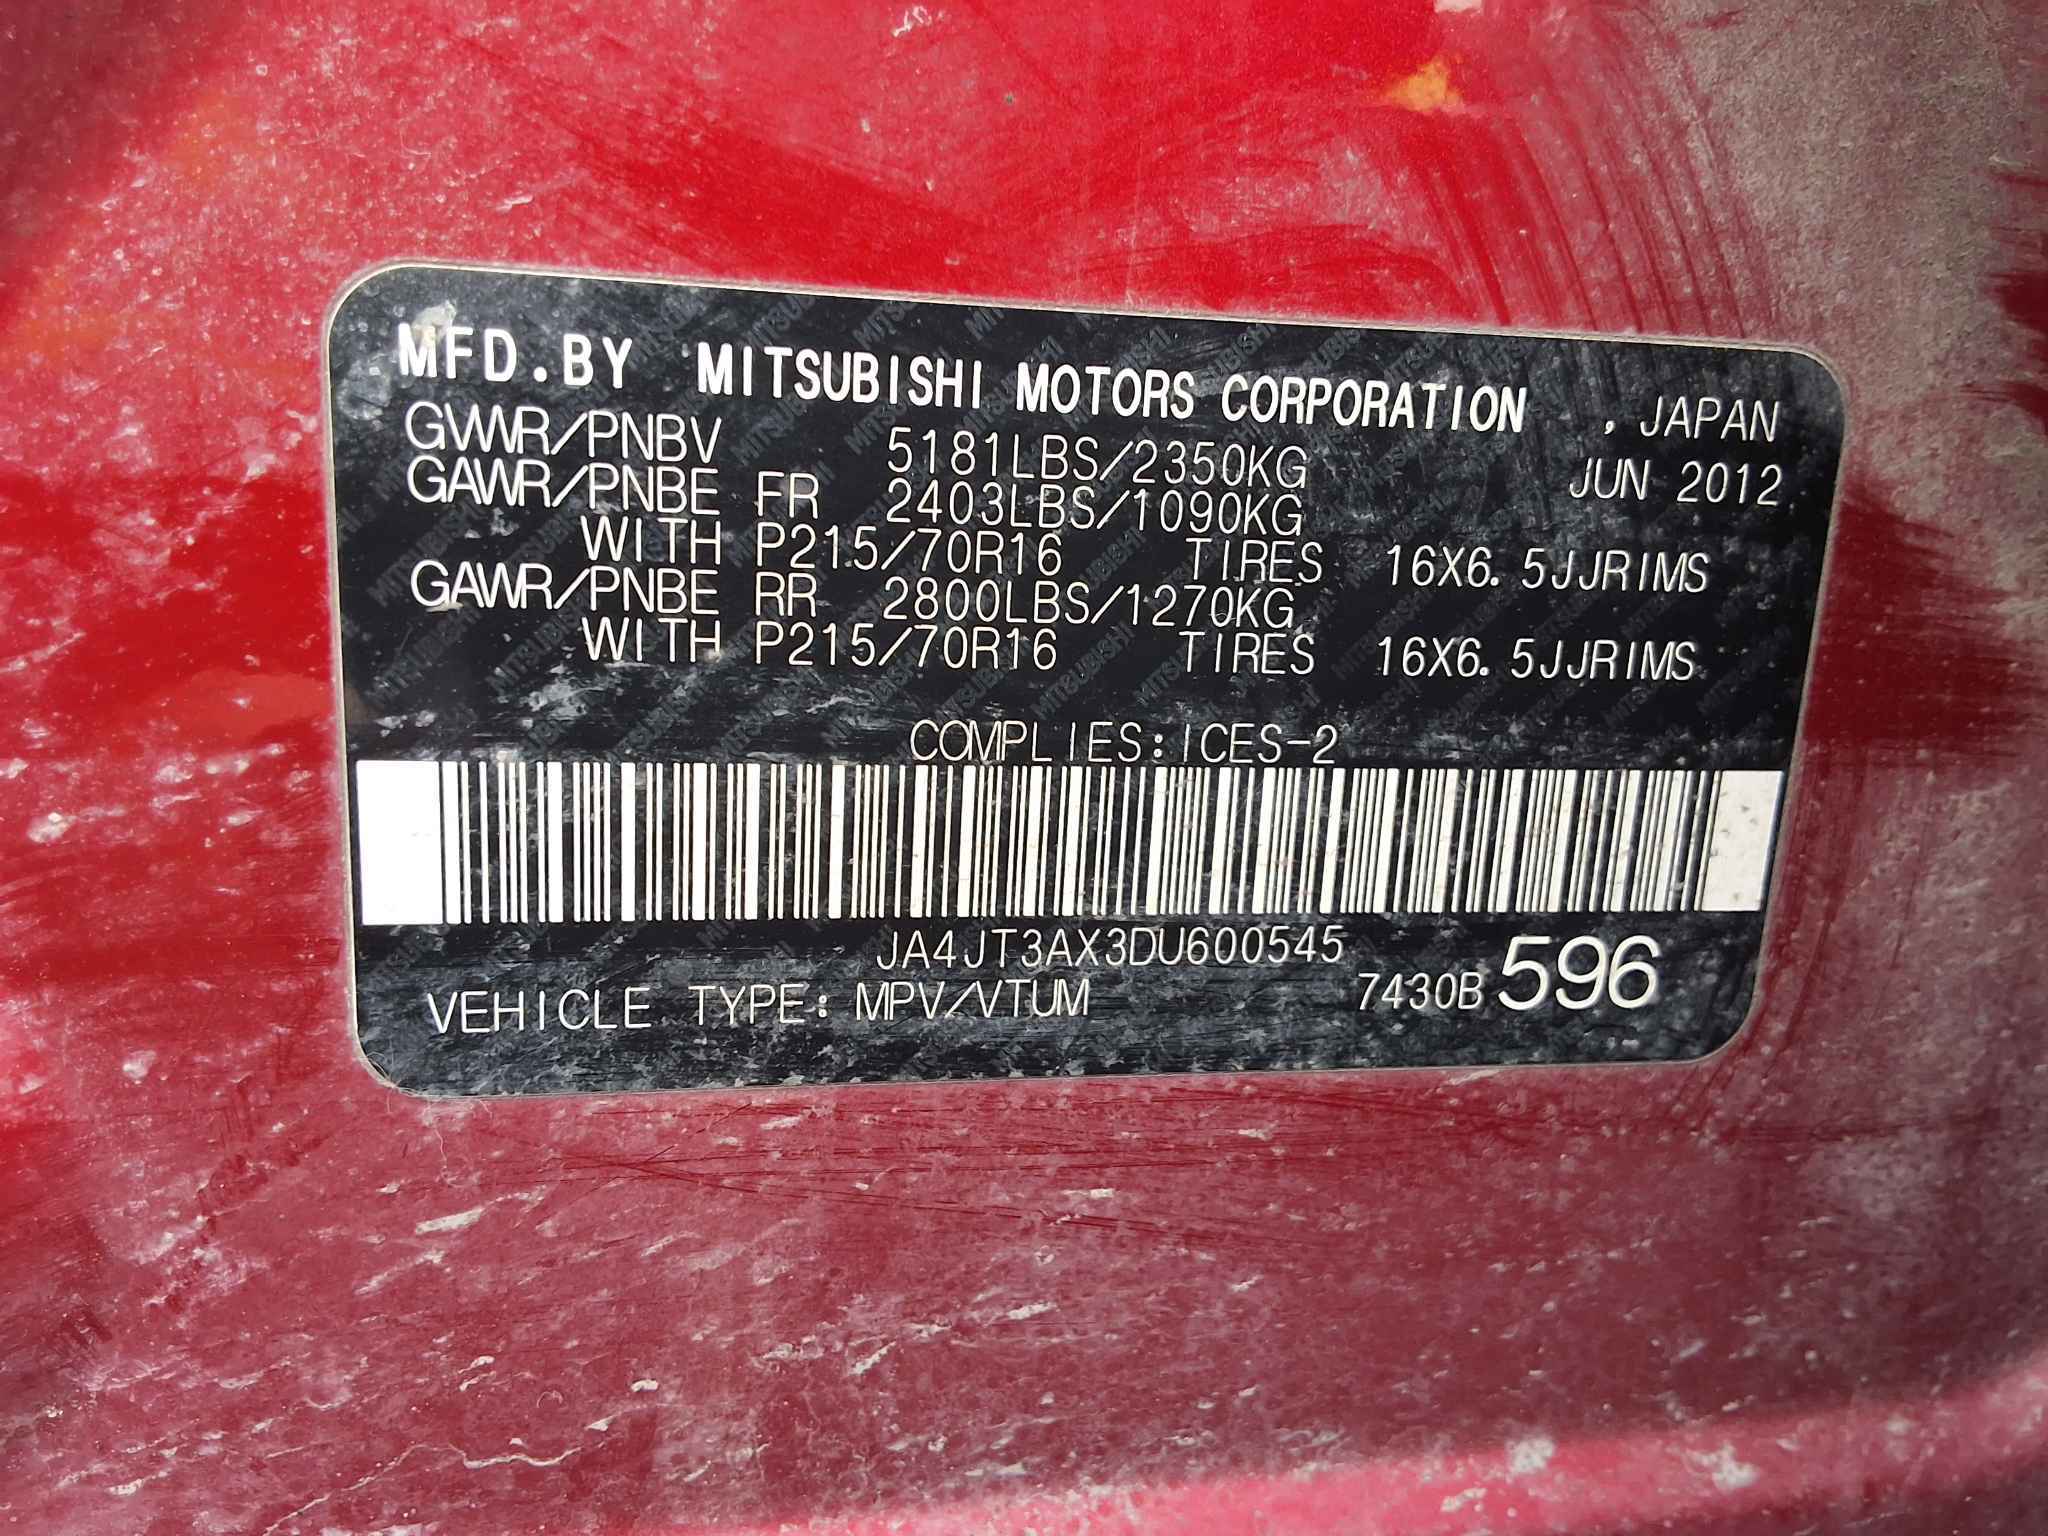 MFD.BY MITSUBISHI MOTORS CORPORATION , JAPAN
GVWR/PNBV 5181LBS/2350KG JUN 2012
GAWR/PNBE FR 2403LBS/1090KG
WITH P215/70R16 TIRES 16X6.5JJRIMS
GAWR/PNBE RR 2800LBS/1270KG
WITH P215/70R16 TIRES 16X6.5JJRIMS
COMPLIES:ICES-2
JA4JT3AX3DU600545
VEHICLE TYPE: MPV/VTUM 7430B 596